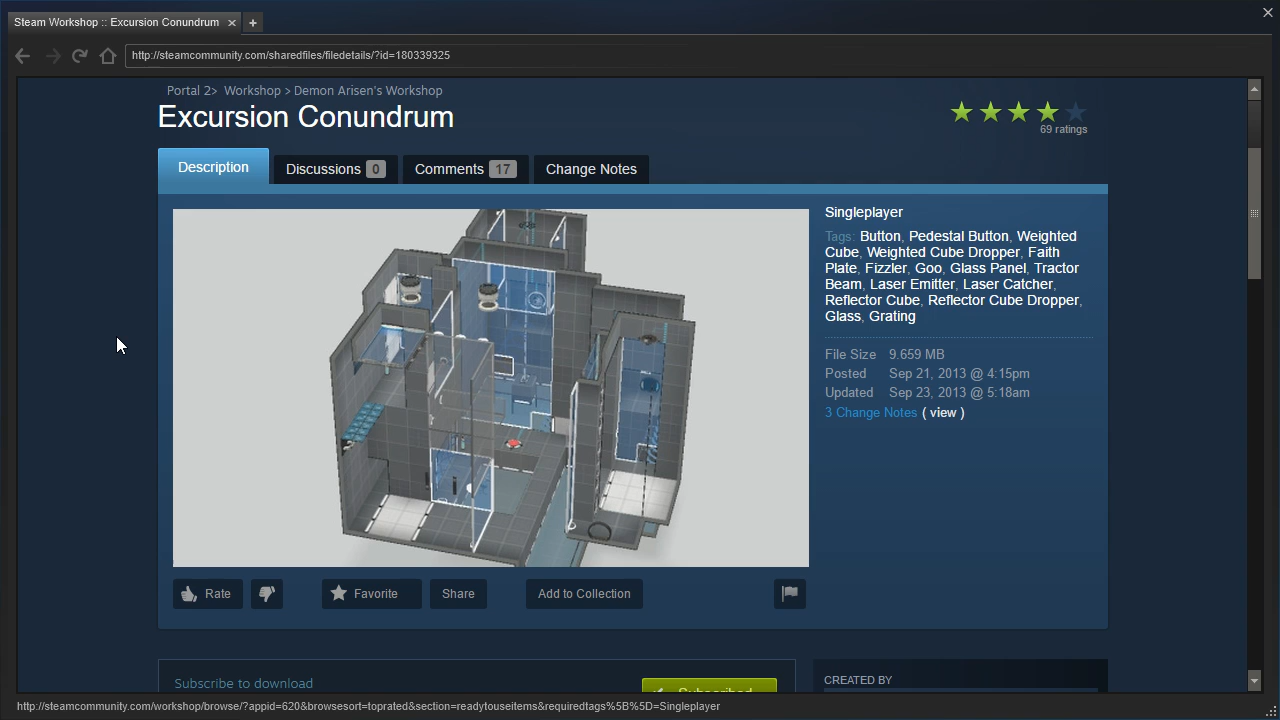 Steam Workshop :: Excursion Conundrum
http://steamcommunity.com/sharedfiles/filedetails/?id=180339325
Portal 2> Workshop > Demon Arisen's Workshop
Excursion Conundrum
69 ratings
Description
Discussions 0
Comments 17
Change Notes
Singleplayer
Tags: Button, Pedestal Button, Weighted
Cube, Weighted Cube Dropper, Faith
Plate, Fizzler, Goo, Glass Panel, Tractor
Beam, Laser Emitter, Laser Catcher,
Reflector Cube, Reflector Cube Dropper,
Glass, Grating
File Size 9.659 MB
Posted Sep 21, 2013 @ 4:15pm
Updated Sep 23, 2013 @ 5:18am
3 Change Notes ( view )
Rate
Favorite
Share
Add to Collection
Subscribe to download
Subscribed
CREATED BY
http://steamcommunity.com/workshop/browse/?appid=620&browsesort=toprated&section=readytouseitems&requiredtags%5B%5D=Singleplayer